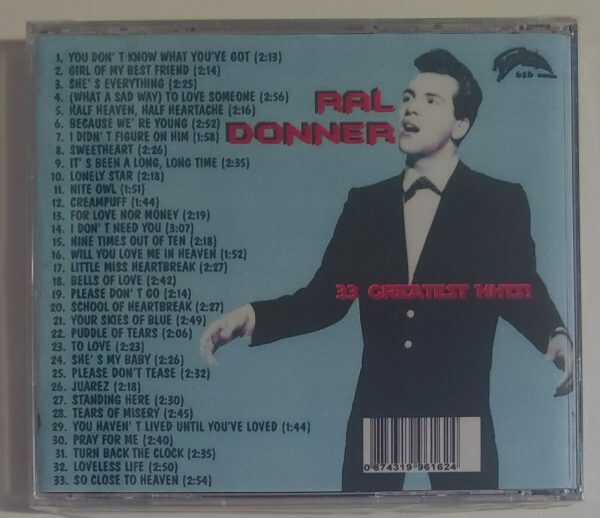 1. YOU DON' T KNOW WHAT YOU'VE GOT (2:13)
2. GIRL OF MY BEST FRIEND (2:14)
3. SHE' S EVERYTHING (2:25)
4. (WHAT A SAD WAY) TO LOVE SOMEONE (2:56)
5. HALF HEAVEN, HALF HEARTACHE (2:16)
6. BECAUSE WE' RE YOUNG (2:52)
7. I DIDN' T FIGURE ON HIM (1:58)
8. SWEETHEART (2:26)
9. IT' S BEEN A LONG, LONG TIME (2:35)
10. LONELY STAR (2:18)
11. NITE OWL (1:51)
12. CREAMPUFF (1:44)
13. FOR LOVE NOR MONEY (2:19)
14. I DON' T NEED YOU (3:07)
15. NINE TIMES OUT OF TEN (2:18)
16. WILL YOU LOVE ME IN HEAVEN (1:52)
17. LITTLE MISS HEARTBREAK (2:27)
18. BELLS OF LOVE (2:42)
19. PLEASE DON' T GO (2:14)
20. SCHOOL OF HEARTBREAK (2:27)
21. YOUR SKIES OF BLUE (2:49)
22. PUDDLE OF TEARS (2:06)
23. TO LOVE (2:23)
24. SHE' S MY BABY (2:26)
25. PLEASE DON'T TEASE (2:32)
26. JUAREZ (2:18)
27. STANDING HERE (2:30)
28. TEARS OF MISERY (2:45)
29. YOU HAVEN' T LIVED UNTIL YOU'VE LOVED (1:44)
30. PRAY FOR ME (2:40)
31. TURN BACK THE CLOCK (2:35)
32. LOVELESS LIFE (2:50)
33. SO CLOSE TO HEAVEN (2:54)
RAL
DONNER
33 GREATEST HITS!
0 674319 961624